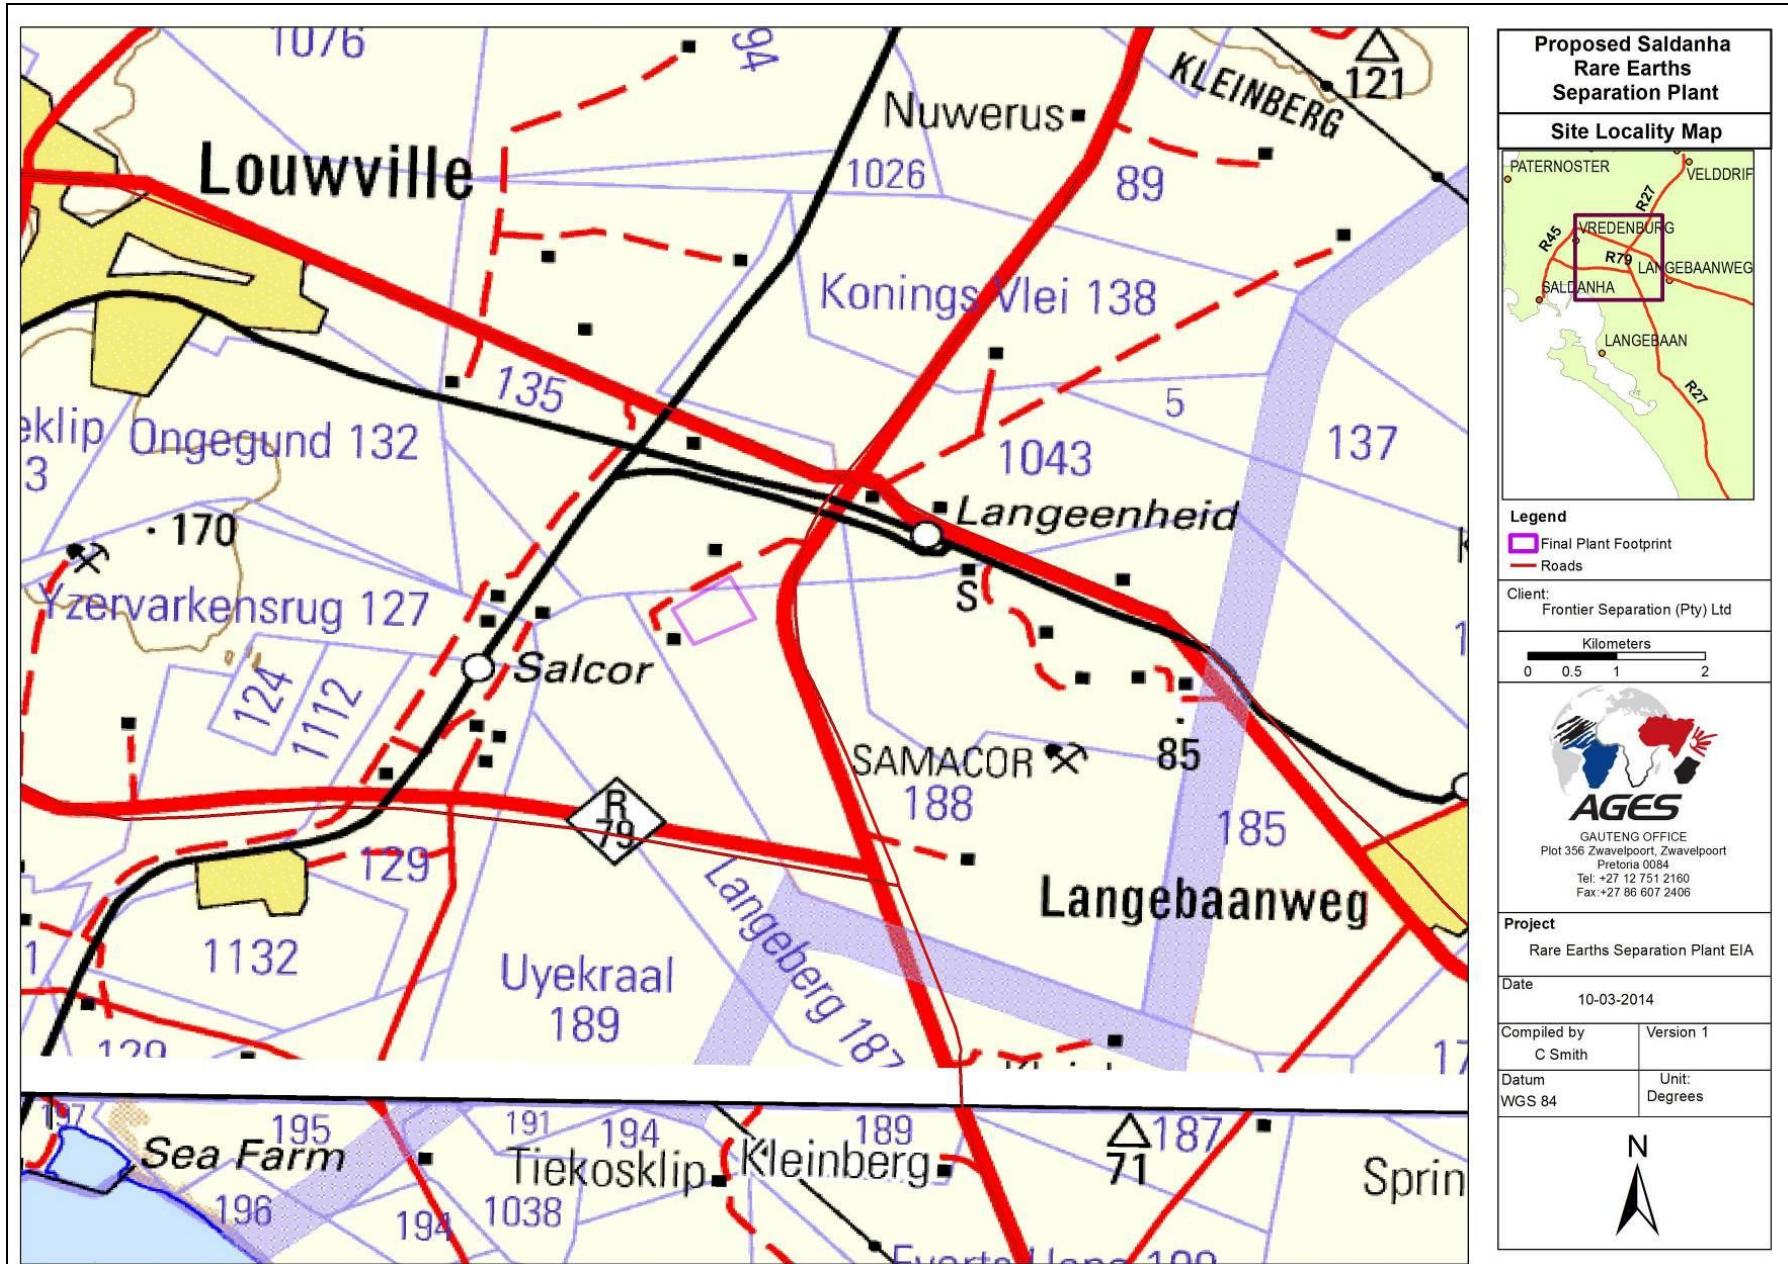 1076
94
KLEINBERG
121
Nuwerus
Louwville
1026
89
Konings Vlei 138
135
5
eklip
3
Ongegund 132
1043
137
170
Langeenheid
Yzervarkensrug 127
S
Salcor
124
1112
SAMACOR
188
85
R
79
185
129
Langebaanweg
1132
Uyekraal
189
Langeberg 187
1
129
17
197
Sea Farm
195
196
191
194
Tiekosklip
1038
194
Kleinberg
189
187
71
Sprin
Proposed Saldanha
Rare Earths
Separation Plant
Site Locality Map
PATERNOSTER
VELDDRIF
R27
VREDENBURG
R45
R79
LANGEBAANWEG
SALDANHA
LANGEBAAN
R27
Legend
Final Plant Footprint
Roads
Client:
Frontier Separation (Pty) Ltd
Kilometers
0 0.5 1 2
AGES
GAUTENG OFFICE
Plot 356 Zwavelpoort, Zwavelpoort
Pretoria 0084
Tel: +27 12 751 2160
Fax:+27 86 607 2406
Project
Rare Earths Separation Plant EIA
Date
10-03-2014
Compiled by
C Smith
Version 1
Datum
WGS 84
Unit:
Degrees
N